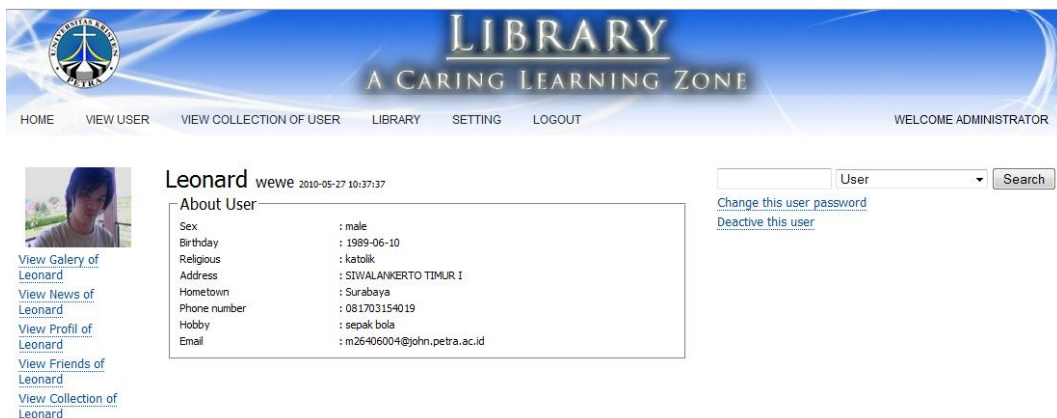 UNIVERSITAS KRISTEN
PETRA
LIBRARY
A CARING LEARNING ZONE
HOME VIEW USER VIEW COLLECTION OF USER LIBRARY SETTING LOGOUT WELCOME ADMINISTRATOR
Leonard wewe 2010-05-27 10:37:37
User Search
About User
Change this user password
Sex : male
Deactive this user
Birthday : 1989-06-10
Religious : katolik
Address : SIWALANKERTO TIMUR I
Hometown : Surabaya
Phone number : 081703154019
Hobby : sepak bola
Email : m26406004@john.petra.ac.id
View Galery of
Leonard
View News of
Leonard
View Profil of
Leonard
View Friends of
Leonard
View Collection of
Leonard